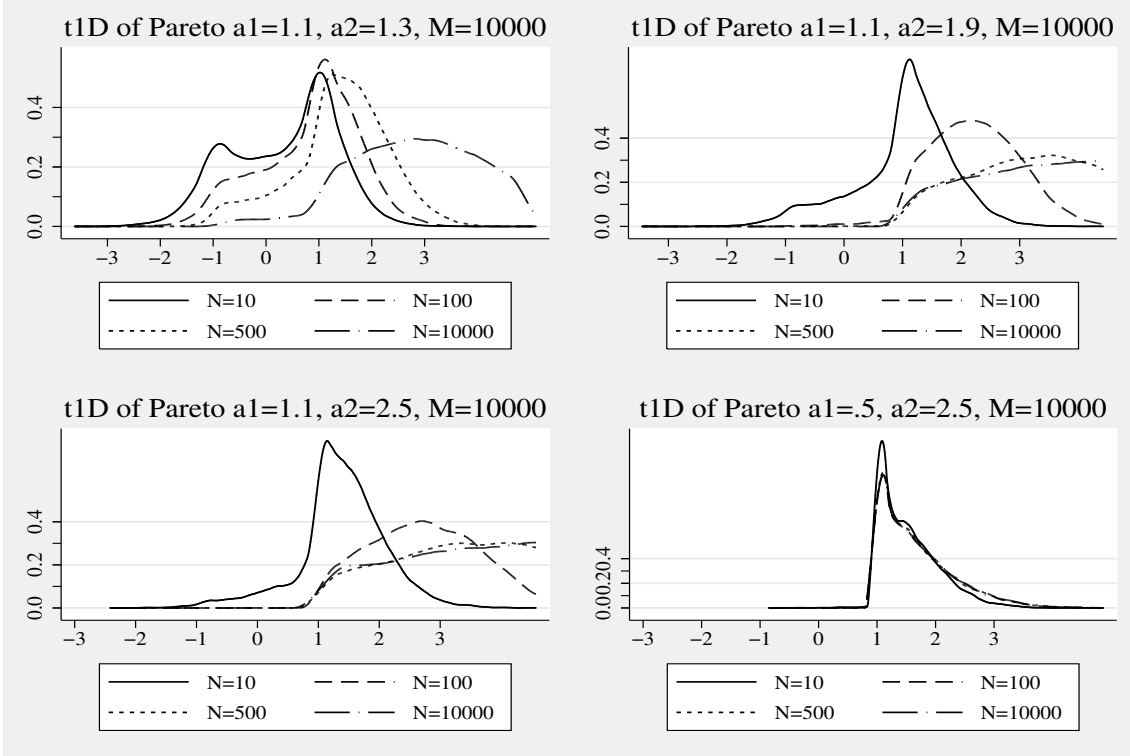 t1D of Pareto a1=1.1, a2=1.3, M=10000
0.0 0.2 0.4
−3 −2 −1 0 1 2 3
N=10 N=100
N=500 N=10000
t1D of Pareto a1=1.1, a2=1.9, M=10000
0.0 0.2 0.4
−3 −2 −1 0 1 2 3
N=10 N=100
N=500 N=10000
t1D of Pareto a1=1.1, a2=2.5, M=10000
0.0 0.2 0.4
−3 −2 −1 0 1 2 3
N=10 N=100
N=500 N=10000
t1D of Pareto a1=.5, a2=2.5, M=10000
0.0 0.2 0.4
−3 −2 −1 0 1 2 3
N=10 N=100
N=500 N=10000